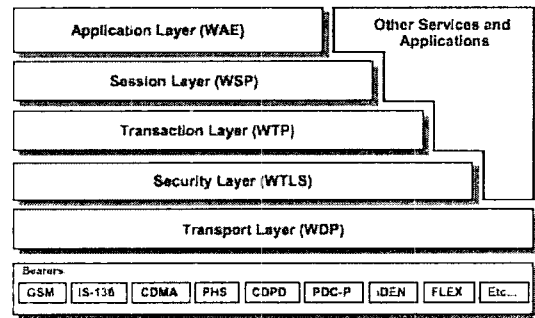 Application Layer (WAE)
Other Services and
Applications
Session Layer (WSP)
Transaction Layer (WTP)
Security Layer (WTLS)
Transport Layer (WDP)
Bearers
GSM IS-136 CDMA PHS CDPD PDC-P iDEN FLEX Etc...